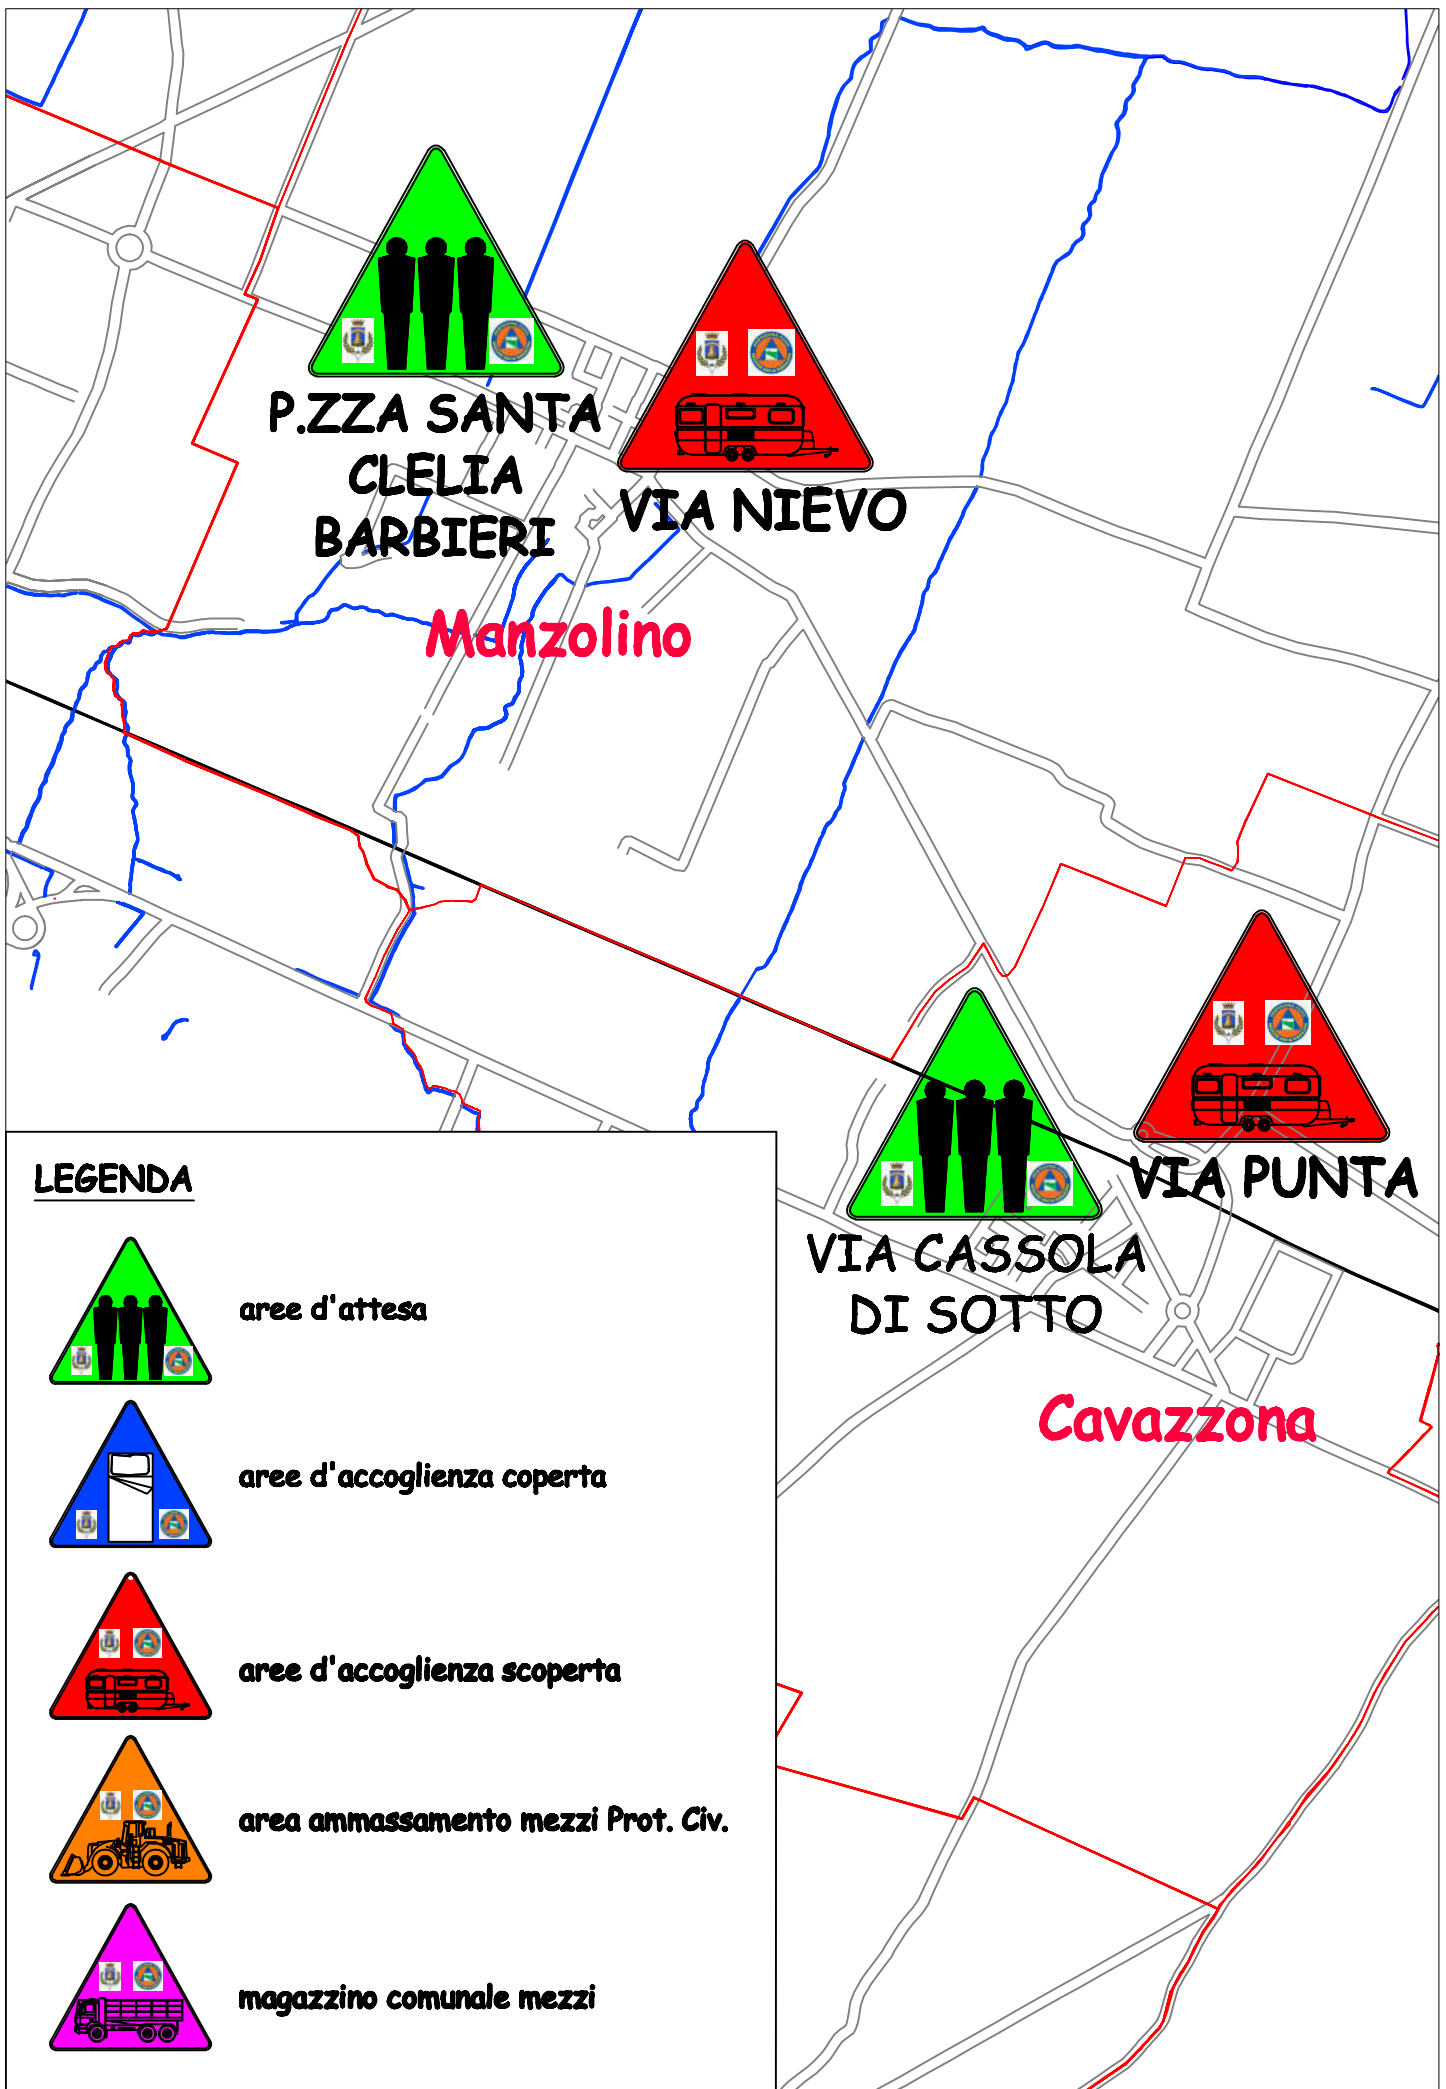 P.ZZA SANTA
CLELIA
BARBIERI
VIA NIEVO
Manzolino
VIA PUNTA
VIA CASSOLA
DI SOTTO
Cavazzona
LEGENDA
aree d'attesa
aree d'accoglienza coperta
aree d'accoglienza scoperta
area ammassamento mezzi Prot. Civ.
magazzino comunale mezzi